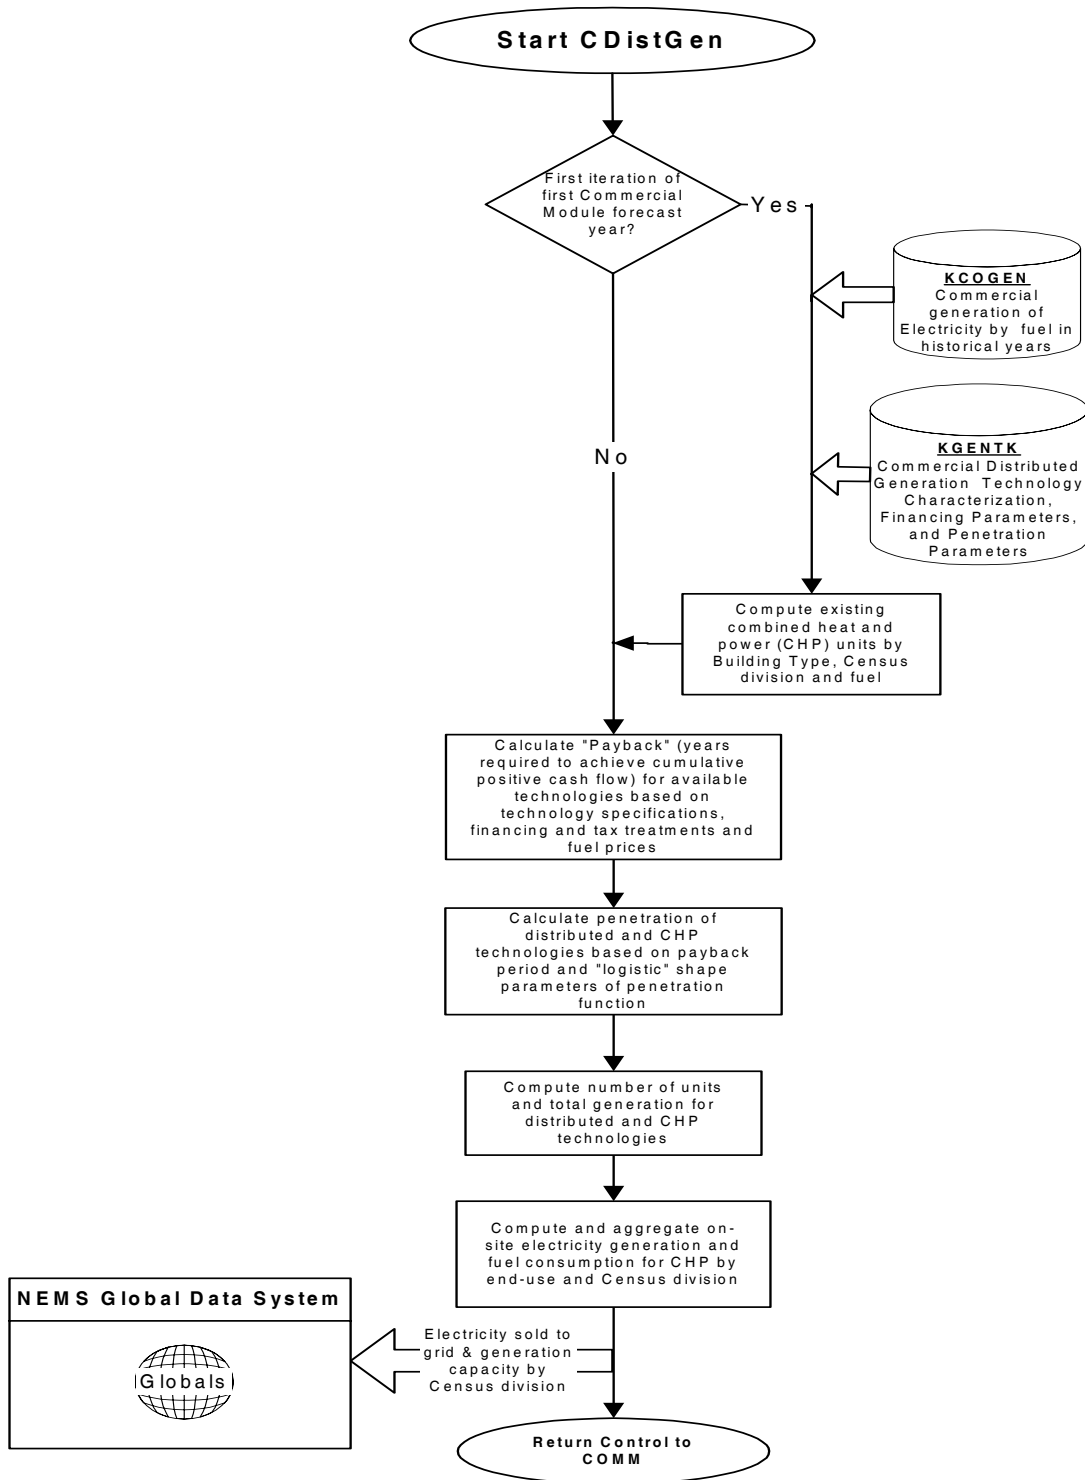 Start CDistGen
First iteration of
first Commercial
Module forecast
year?
Yes
KCOGEN
Commercial
generation of
Electricity by fuel in
historical years
KGENTK
Commercial Distributed
Generation Technology
Characterization,
Financing Parameters,
and Penetration
Parameters
No
Compute existing
combined heat and
power (CHP) units by
Building Type, Census
division and fuel
Calculate "Payback" (years
required to achieve cumulative
positive cash flow) for available
technologies based on
technology specifications,
financing and tax treatments and
fuel prices
Calculate penetration of
distributed and CHP
technologies based on payback
period and "logistic" shape
parameters of penetration
function
Compute number of units
and total generation for
distributed and CHP
technologies
Compute and aggregate on-
site electricity generation and
fuel consumption for CHP by
end-use and Census division
NEMS Global Data System
Globals
Electricity sold to
grid & generation
capacity by
Census division
Return Control to
COMM